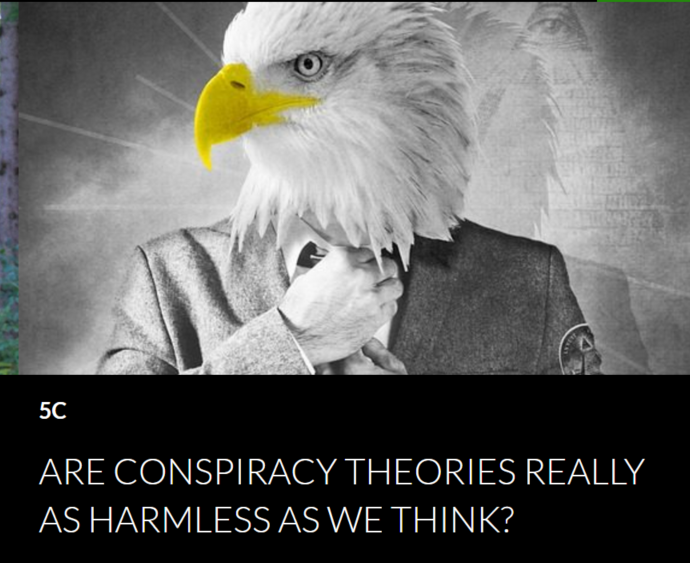 5C
ARE CONSPIRACY THEORIES REALLY
AS HARMLESS AS WE THINK?